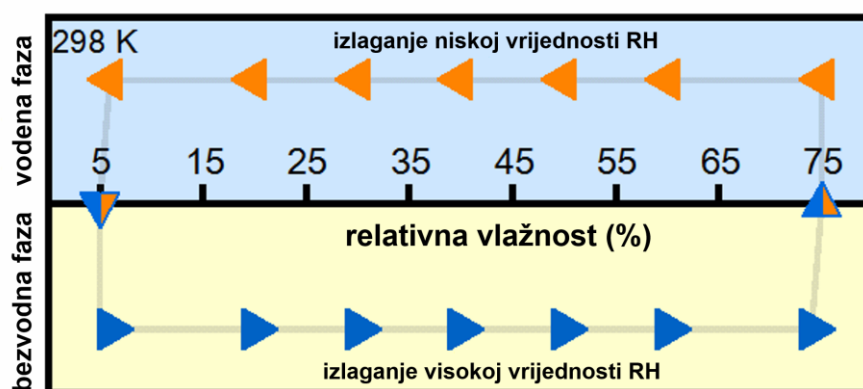 vodena faza
298 K
izlaganje niskoj vrijednosti RH
5 15 25 35 45 55 65 75
bezvodna faza
relativna vlažnost (%)
izlaganje visokoj vrijednosti RH